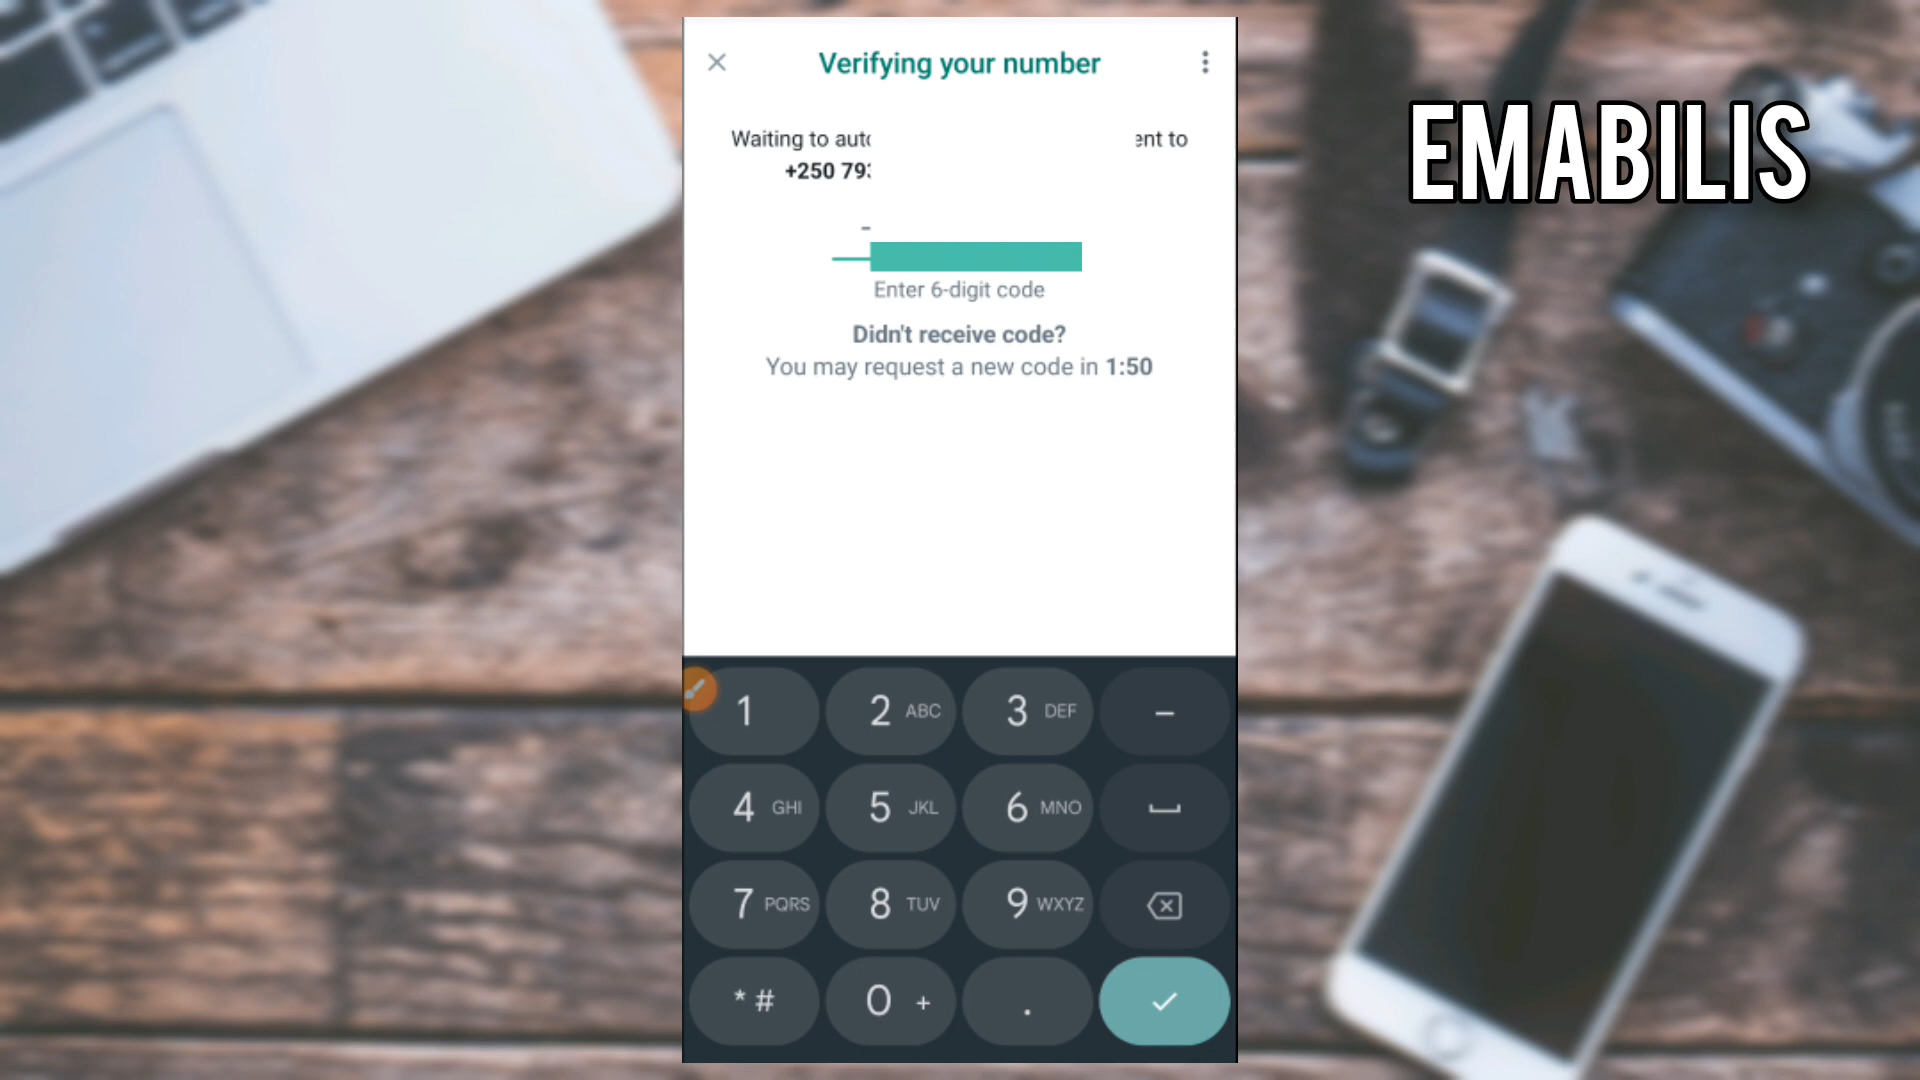 Verifying your number
EMABILIS
Waiting to ent to
+250 79
Enter 6-digit code
Didn't receive code?
You may request a new code in 1:50
1
2 ABC
3 DEF
–
4 GHI
5 JKL
6 MNO
7 PQRS
8 TUV
9 WXYZ
* #
0 +
.